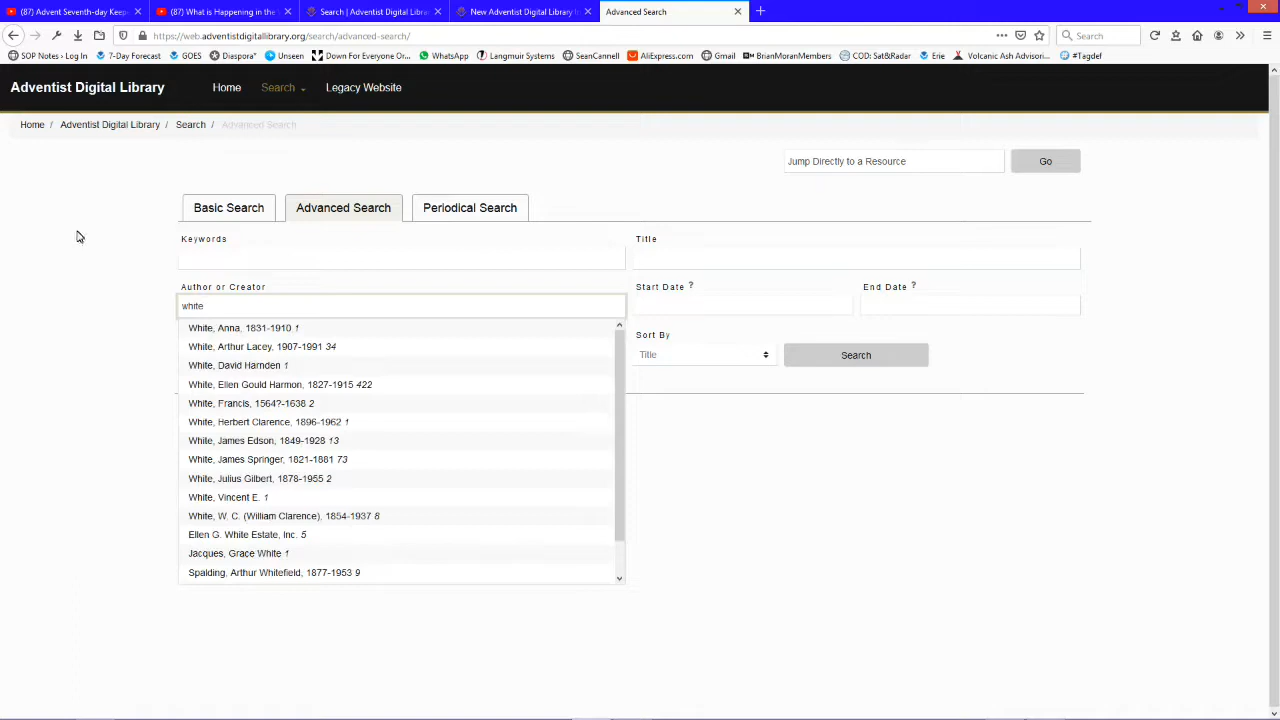 (87) Advent Seventh-day Keep
(87) What is Happening in the
Search | Adventist Digital Libra
New Adventist Digital Library In
Advanced Search
https://web.adventistdigitallibrary.org/search/advanced-search/
Search
SOP Notes › Log In
7-Day Forecast
GOES
Diaspora*
Unseen
Down For Everyone Or...
WhatsApp
Langmuir Systems
SeanCannell
AliExpress.com
Gmail
BrianMoranMembers
COD: Sat&Radar
Erie
Volcanic Ash Advisori...
#Tagdef
Adventist Digital Library
Home
Search
Legacy Website
Home / Adventist Digital Library / Search / Advanced Search
Jump Directly to a Resource
Go
Basic Search
Advanced Search
Periodical Search
Keywords
Title
Author or Creator
Start Date ?
End Date ?
white
White, Anna, 1831-1910 1
Sort By
White, Arthur Lacey, 1907-1991 34
Title
Search
White, David Harnden 1
White, Ellen Gould Harmon, 1827-1915 422
White, Francis, 1564?-1638 2
White, Herbert Clarence, 1896-1962 1
White, James Edson, 1849-1928 13
White, James Springer, 1821-1881 73
White, Julius Gilbert, 1878-1955 2
White, Vincent E. 1
White, W. C. (William Clarence), 1854-1937 8
Ellen G. White Estate, Inc. 5
Jacques, Grace White 1
Spalding, Arthur Whitefield, 1877-1953 9